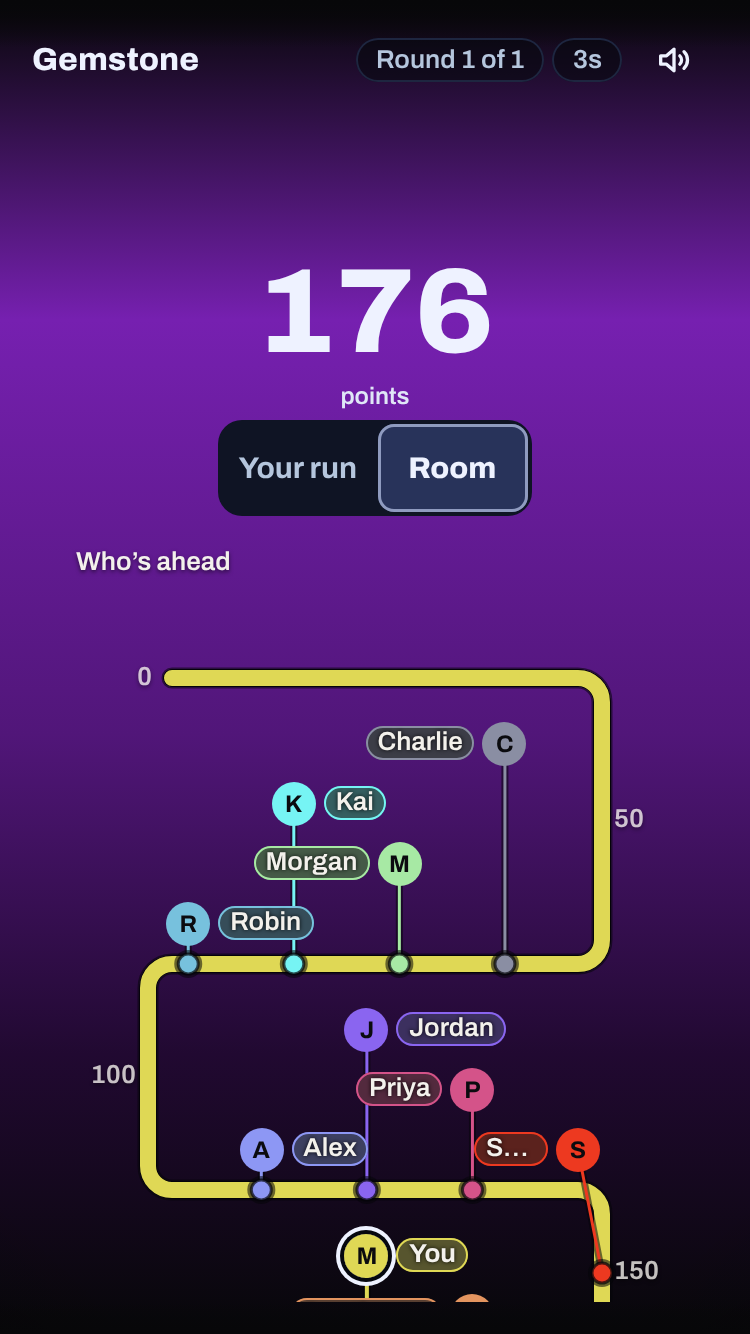 Gemstone
Round 1 of 1
3s
176
points
Your run
Room
Who’s ahead
0
Charlie
C
K
Kai
50
Morgan
M
R
Robin
J
Jordan
100
Priya
P
A
Alex
S...
S
M
You
150